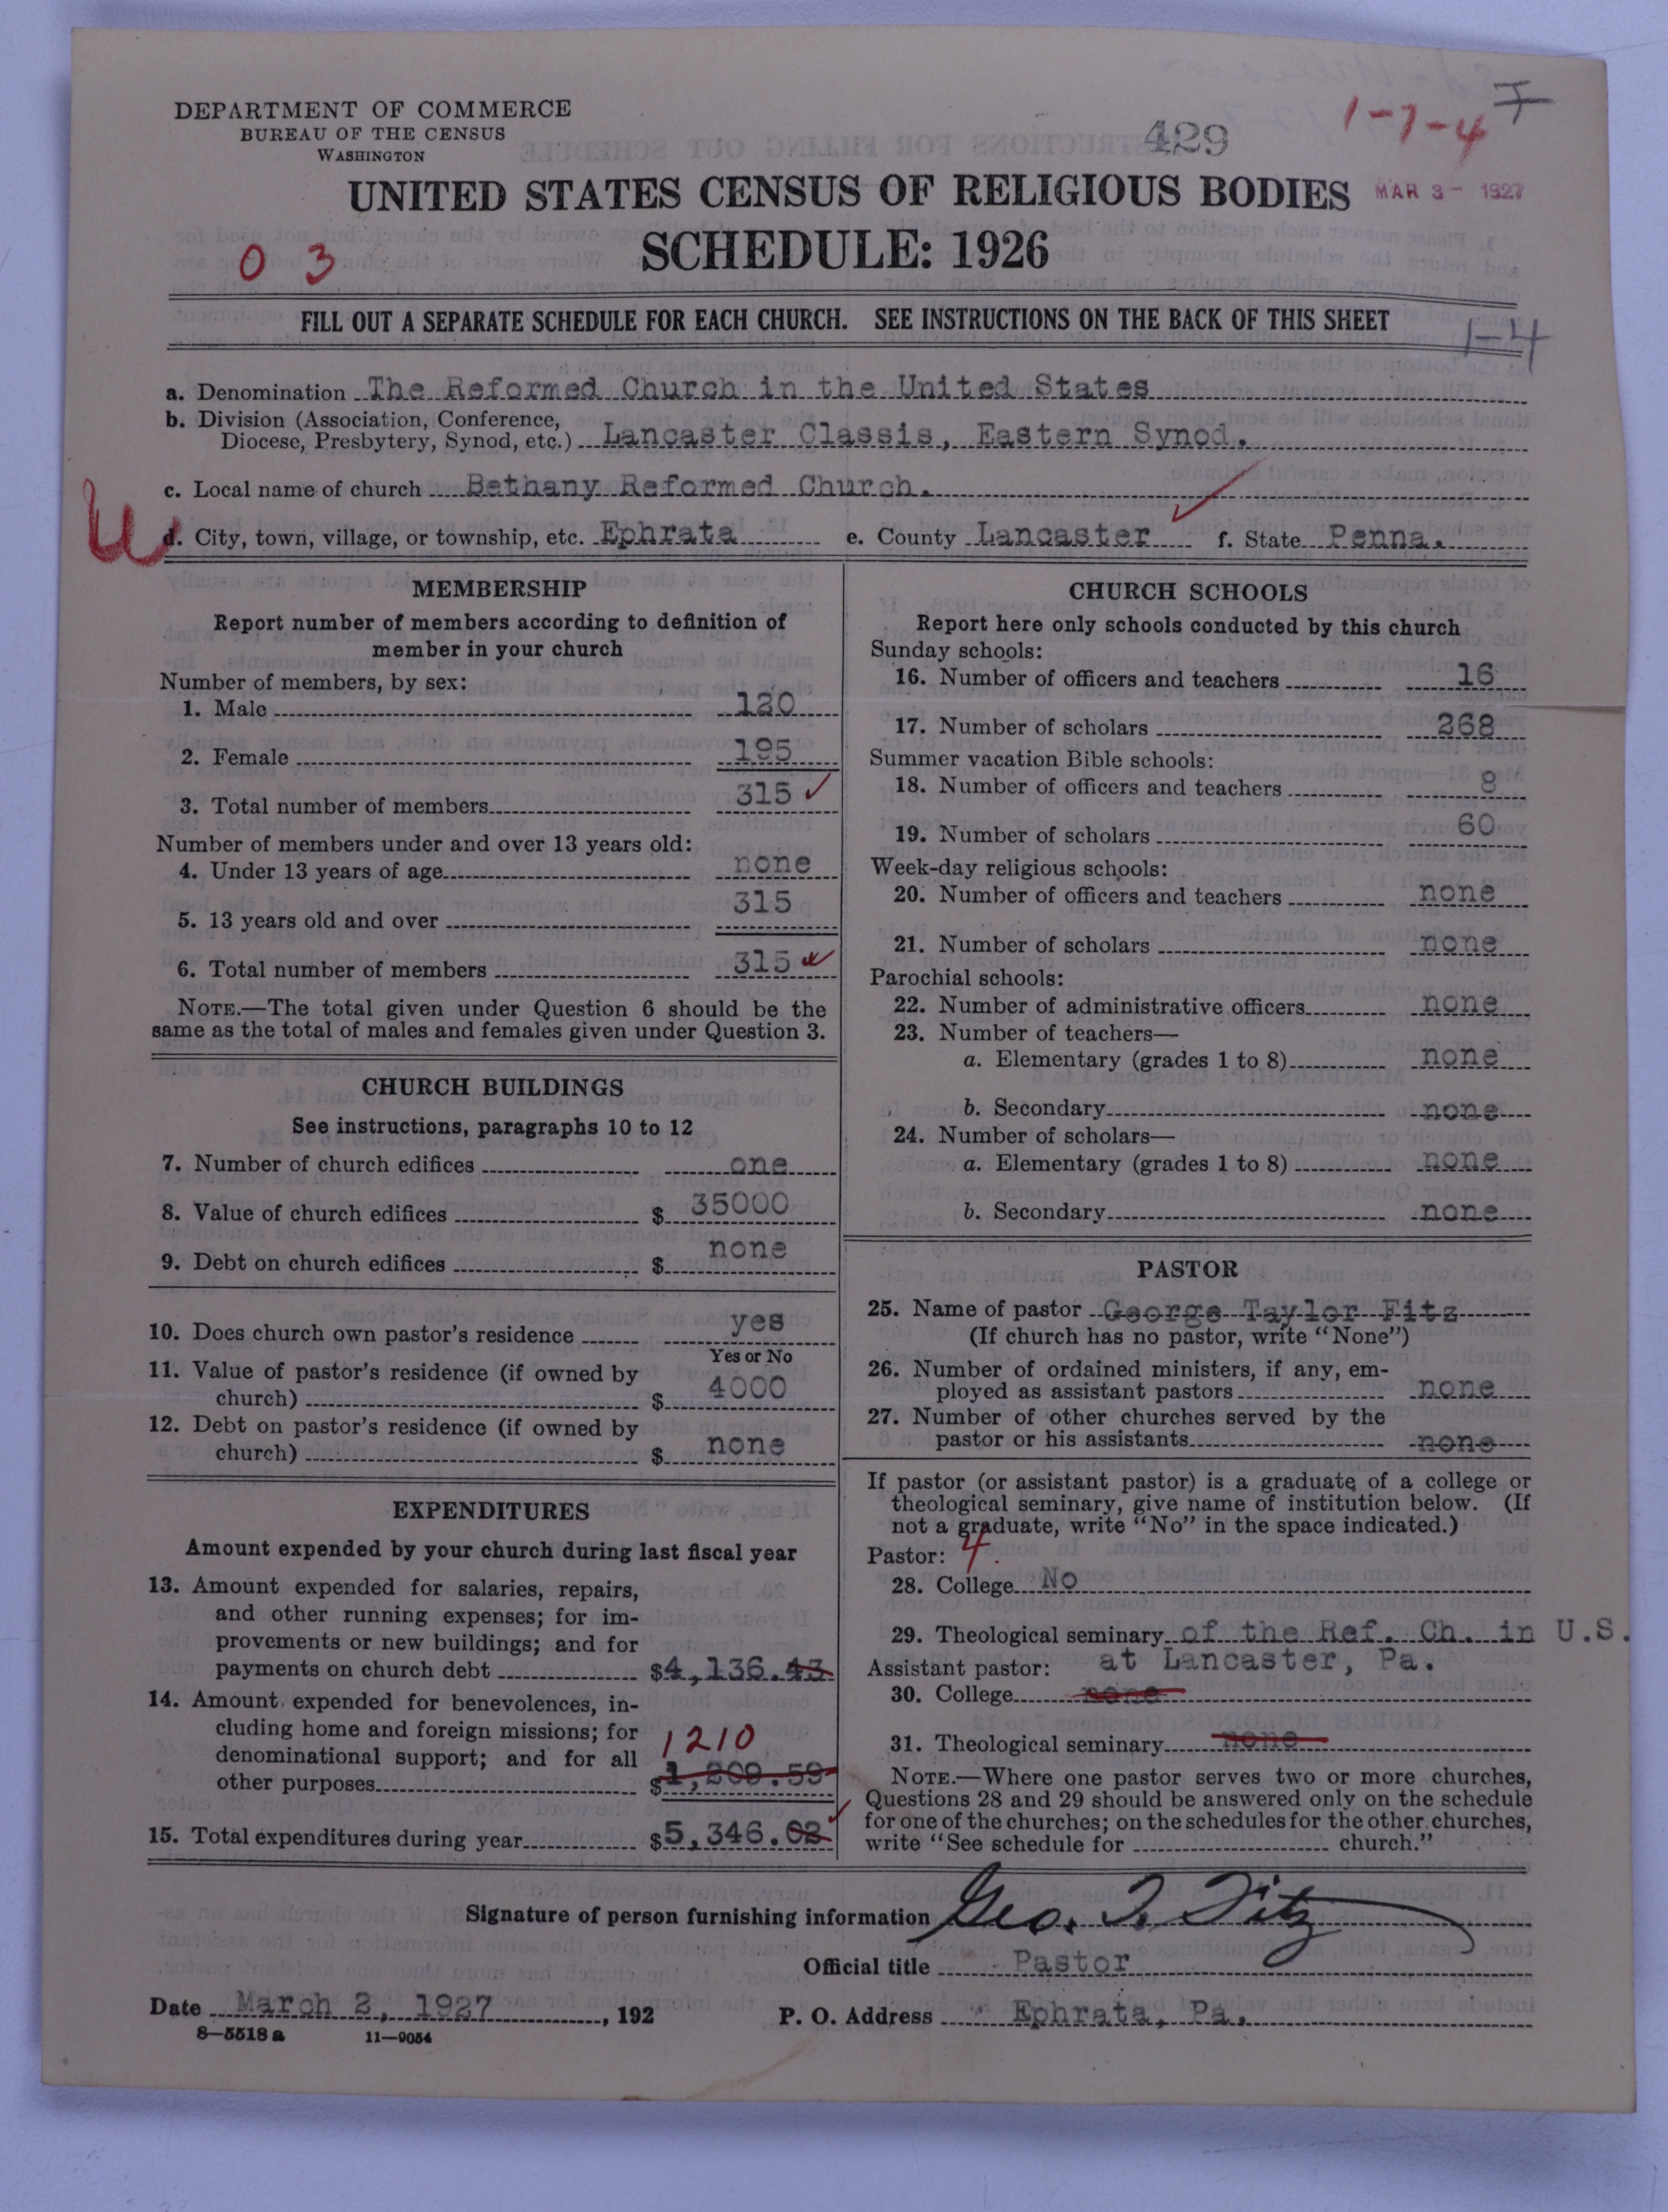 DEPARTMENT OF COMMERCE
BUREAU OF THE CENSUS
WASHINGTON
429
1-7-4
MAR 3- 1927
UNITED STATES CENSUS OF RELIGIOUS BODIES
SCHEDULE: 1926
0 3
FILL OUT A SEPARATE SCHEDULE FOR EACH CHURCH. SEE INSTRUCTIONS ON THE BACK OF THIS SHEET
1-4
a. Denomination The Reformed Church in the United States
b. Division (Association, Conference,
Diocese, Presbytery, Synod, etc.) Lancaster Classis, Eastern Synod.
c. Local name of church Bethany Reformed Church.
d. City, town, village, or township, etc. Ephrata e. County Lancaster f. State Penna.
MEMBERSHIP
Report number of members according to definition of
member in your church
Number of members, by sex:
1. Male 120
2. Female 195
3. Total number of members 315
Number of members under and over 13 years old:
4. Under 13 years of age none
5. 13 years old and over 315
6. Total number of members 315
NOTE.—The total given under Question 6 should be the
same as the total of males and females given under Question 3.
CHURCH BUILDINGS
See instructions, paragraphs 10 to 12
7. Number of church edifices one
8. Value of church edifices $ 35000
9. Debt on church edifices $ none
10. Does church own pastor's residence yes
Yes or No
11. Value of pastor's residence (if owned by
church) $ 4000
12. Debt on pastor's residence (if owned by
church) $ none
EXPENDITURES
Amount expended by your church during last fiscal year
13. Amount expended for salaries, repairs,
and other running expenses; for im-
provements or new buildings; and for
payments on church debt $4,136.43
14. Amount expended for benevolences, in-
cluding home and foreign missions; for
denominational support; and for all 1210
other purposes $1,209.59
15. Total expenditures during year $5,346.02
CHURCH SCHOOLS
Report here only schools conducted by this church
Sunday schools:
16. Number of officers and teachers 16
17. Number of scholars 268
Summer vacation Bible schools:
18. Number of officers and teachers 8
19. Number of scholars 60
Week-day religious schools:
20. Number of officers and teachers none
21. Number of scholars none
Parochial schools:
22. Number of administrative officers none
23. Number of teachers—
a. Elementary (grades 1 to 8) none
b. Secondary none
24. Number of scholars—
a. Elementary (grades 1 to 8) none
b. Secondary none
PASTOR
25. Name of pastor George Taylor Fitz
(If church has no pastor, write "None")
26. Number of ordained ministers, if any, em-
ployed as assistant pastors none
27. Number of other churches served by the
pastor or his assistants none
If pastor (or assistant pastor) is a graduate of a college or
theological seminary, give name of institution below. (If
not a graduate, write "No" in the space indicated.)
Pastor: 4
28. College No
29. Theological seminary of the Ref. Ch. in U.S.
Assistant pastor: at Lancaster, Pa.
30. College none
31. Theological seminary none
NOTE.—Where one pastor serves two or more churches,
Questions 28 and 29 should be answered only on the schedule
for one of the churches; on the schedules for the other churches,
write "See schedule for church."
Signature of person furnishing information Geo. T. Fitz
Official title Pastor
Date March 2, 1927, 192 P. O. Address Ephrata, Pa.
8—5518 a 11—9054